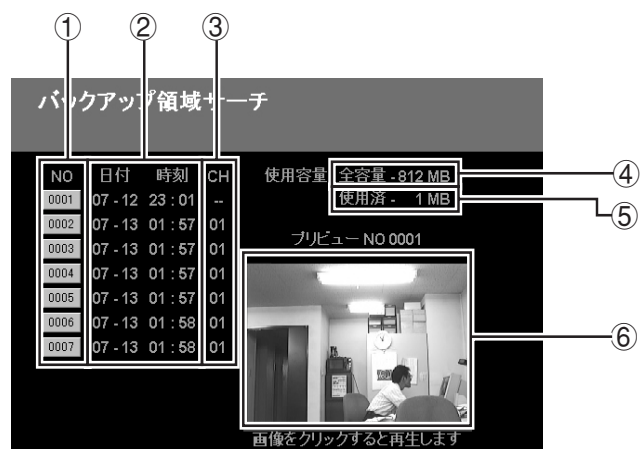 ① ② ③
バックアップ領域サーチ
NO 日付 時刻 CH
0001 07-12 23:01 --
0002 07-13 01:57 01
0003 07-13 01:57 01
0004 07-13 01:57 01
0005 07-13 01:57 01
0006 07-13 01:58 01
0007 07-13 01:58 01
使用容量 全容量-812 MB ④
使用済- 1 MB ⑤
プリビュー NO 0001
⑥
画像をクリックすると再生します